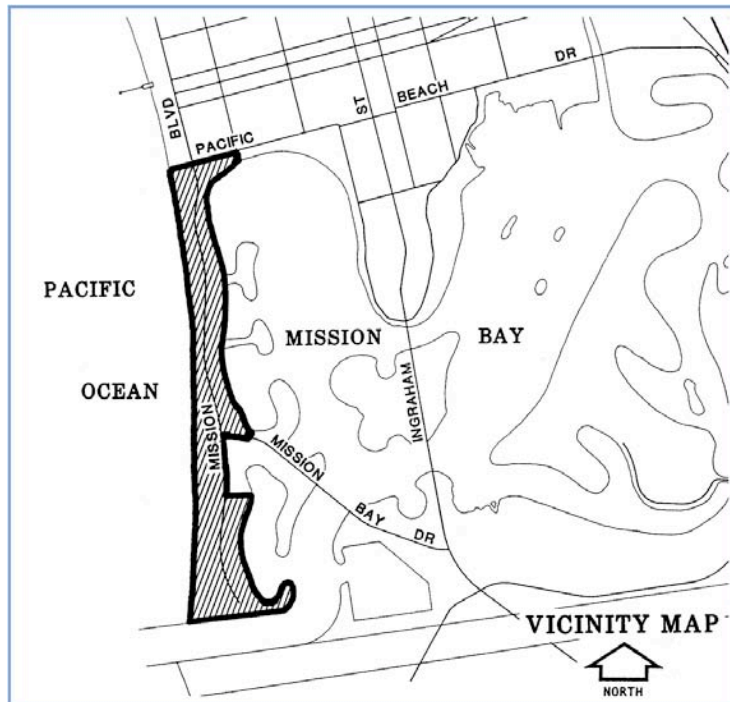 DR
BEACH
ST
BLVD
PACIFIC
PACIFIC
OCEAN
MISSION BAY
INGRAHAM
MISSION
MISSION
BAY
DR
VICINITY MAP
NORTH